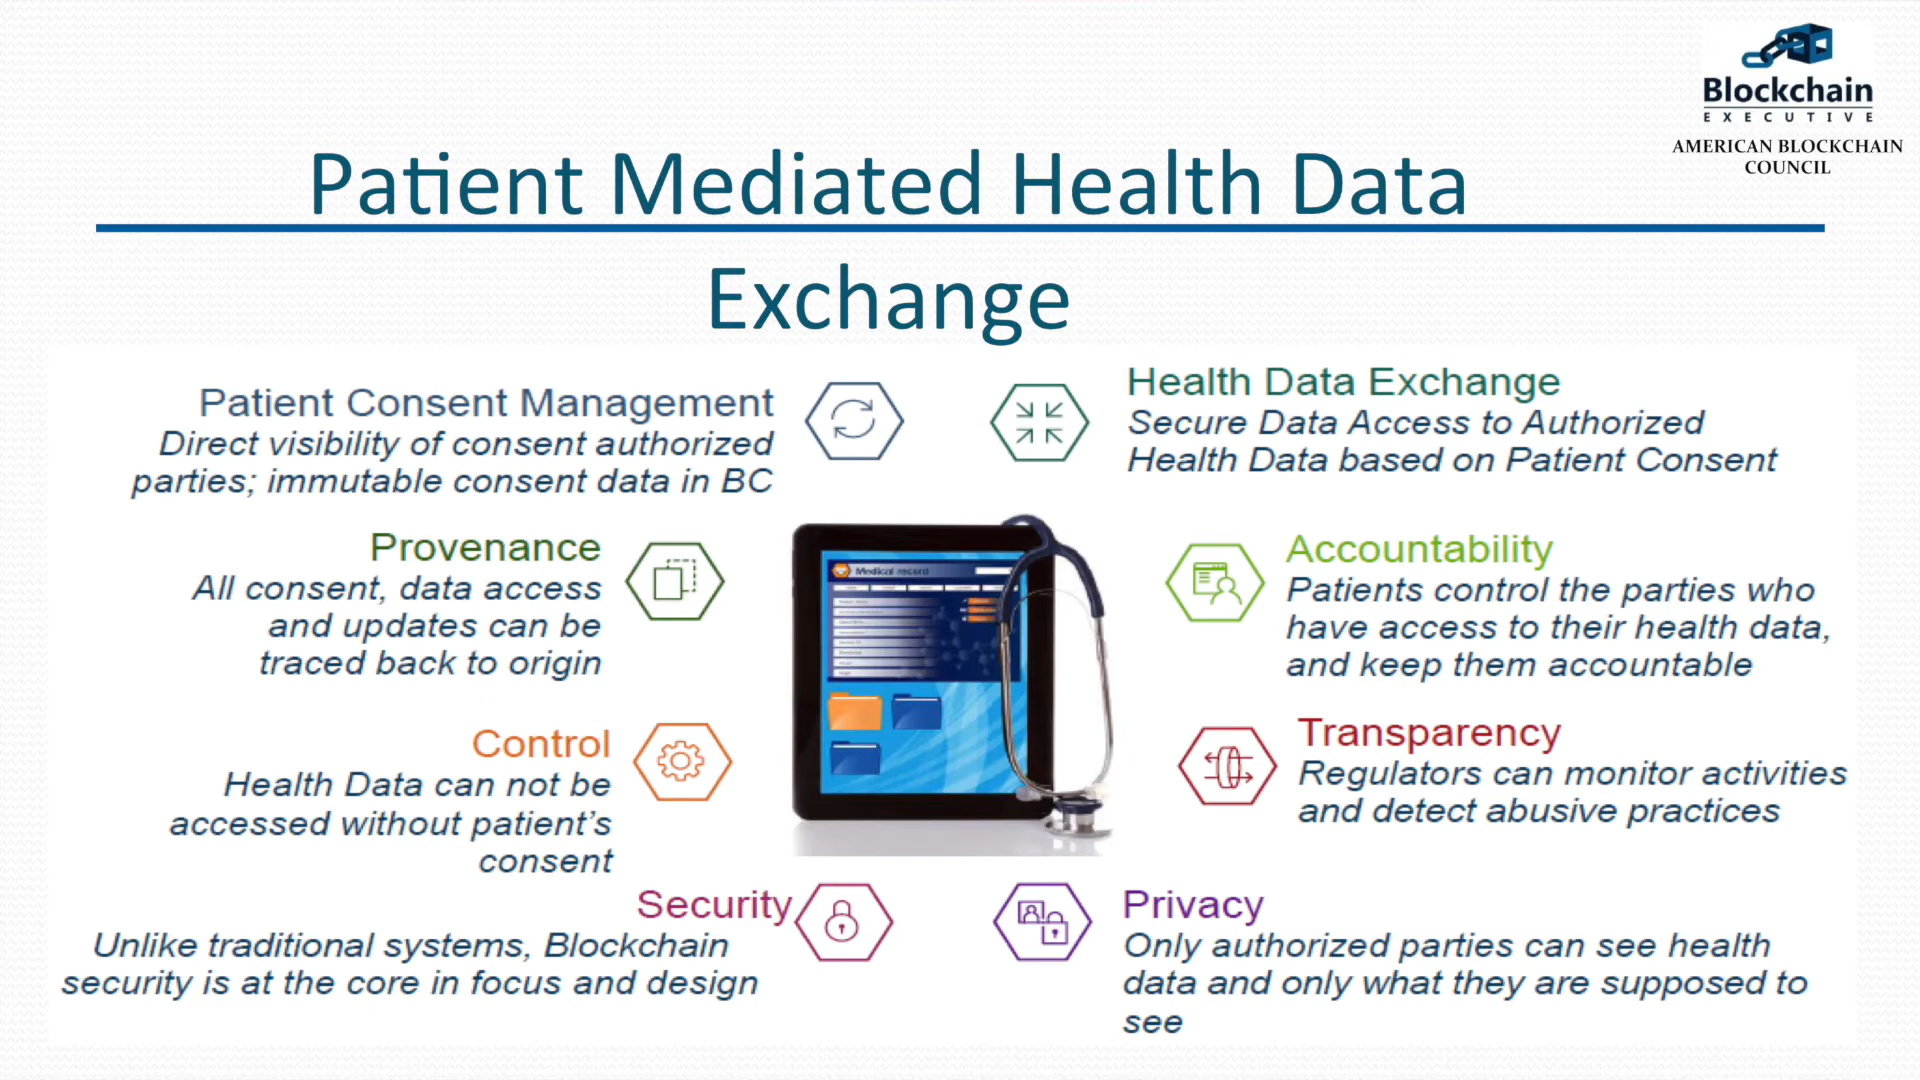 Blockchain
EXECUTIVE
AMERICAN BLOCKCHAIN
COUNCIL
Patient Mediated Health Data
Exchange
Patient Consent Management
Direct visibility of consent authorized
parties; immutable consent data in BC
Health Data Exchange
Secure Data Access to Authorized
Health Data based on Patient Consent
Provenance
All consent, data access
and updates can be
traced back to origin
Medical record
Accountability
Patients control the parties who
have access to their health data,
and keep them accountable
Control
Health Data can not be
accessed without patient's
consent
Transparency
Regulators can monitor activities
and detect abusive practices
Security
Unlike traditional systems, Blockchain
security is at the core in focus and design
Privacy
Only authorized parties can see health
data and only what they are supposed to
see